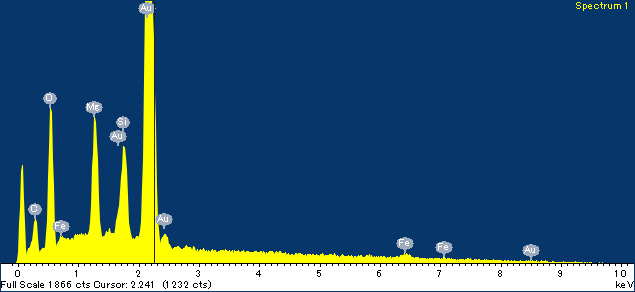 Spectrum 1
Au
O
Mg
Si
Au
C
Fe
Au
Fe
Fe
Au
0 1 2 3 4 5 6 7 8 9 10
Full Scale 1866 cts Cursor: 2.241 (1232 cts) keV